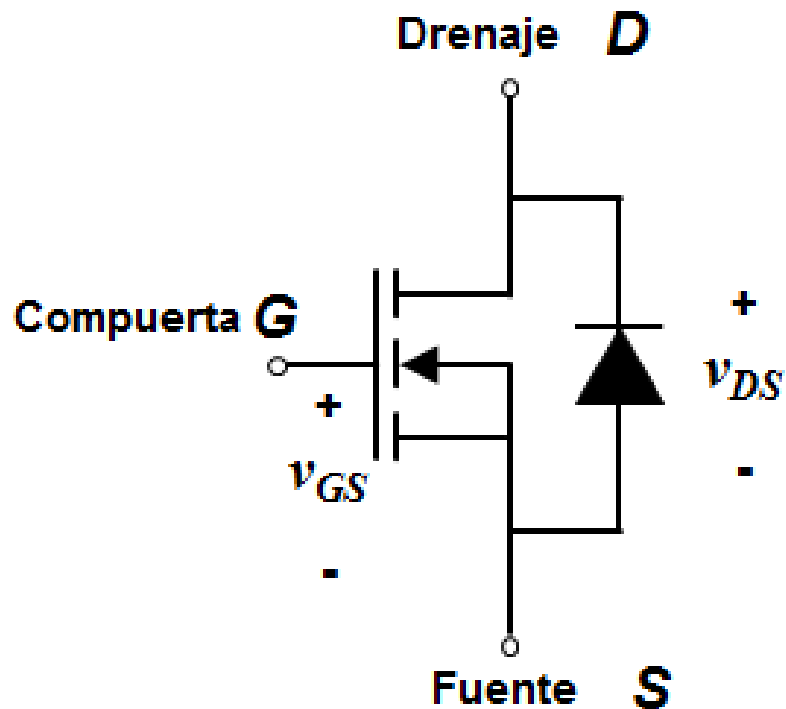 Drenaje D
Compuerta G
+
+
vDS
vGS
-
-
Fuente S